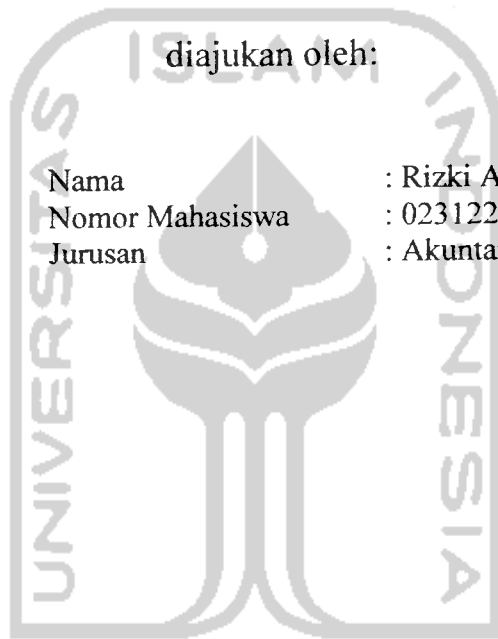 UNIVERSITAS
ISLAM
INDONESIA
diajukan oleh:
Nama : Rizki A
Nomor Mahasiswa : 023122
Jurusan : Akunta